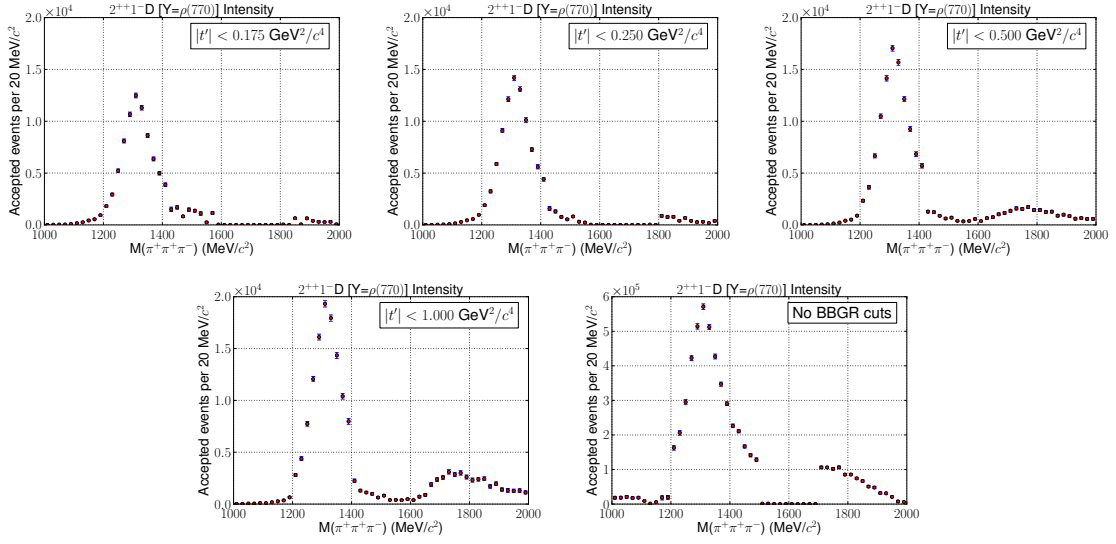 2⁺⁺1⁻D [Y=ρ(770)] Intensity
|t′| < 0.175 GeV²/c⁴
Accepted events per 20 MeV/c²
×10⁴
2.0
1.5
1.0
0.5
0.0
1000 1200 1400 1600 1800 2000
M(π⁺π⁺π⁻) (MeV/c²)
2⁺⁺1⁻D [Y=ρ(770)] Intensity
|t′| < 0.250 GeV²/c⁴
Accepted events per 20 MeV/c²
×10⁴
2.0
1.5
1.0
0.5
0.0
1000 1200 1400 1600 1800 2000
M(π⁺π⁺π⁻) (MeV/c²)
2⁺⁺1⁻D [Y=ρ(770)] Intensity
|t′| < 0.500 GeV²/c⁴
Accepted events per 20 MeV/c²
×10⁴
2.0
1.5
1.0
0.5
0.0
1000 1200 1400 1600 1800 2000
M(π⁺π⁺π⁻) (MeV/c²)
2⁺⁺1⁻D [Y=ρ(770)] Intensity
|t′| < 1.000 GeV²/c⁴
Accepted events per 20 MeV/c²
×10⁴
2.0
1.5
1.0
0.5
0.0
1000 1200 1400 1600 1800 2000
M(π⁺π⁺π⁻) (MeV/c²)
2⁺⁺1⁻D [Y=ρ(770)] Intensity
No BBGR cuts
Accepted events per 20 MeV/c²
×10⁵
6
5
4
3
2
1
0
1000 1200 1400 1600 1800 2000
M(π⁺π⁺π⁻) (MeV/c²)